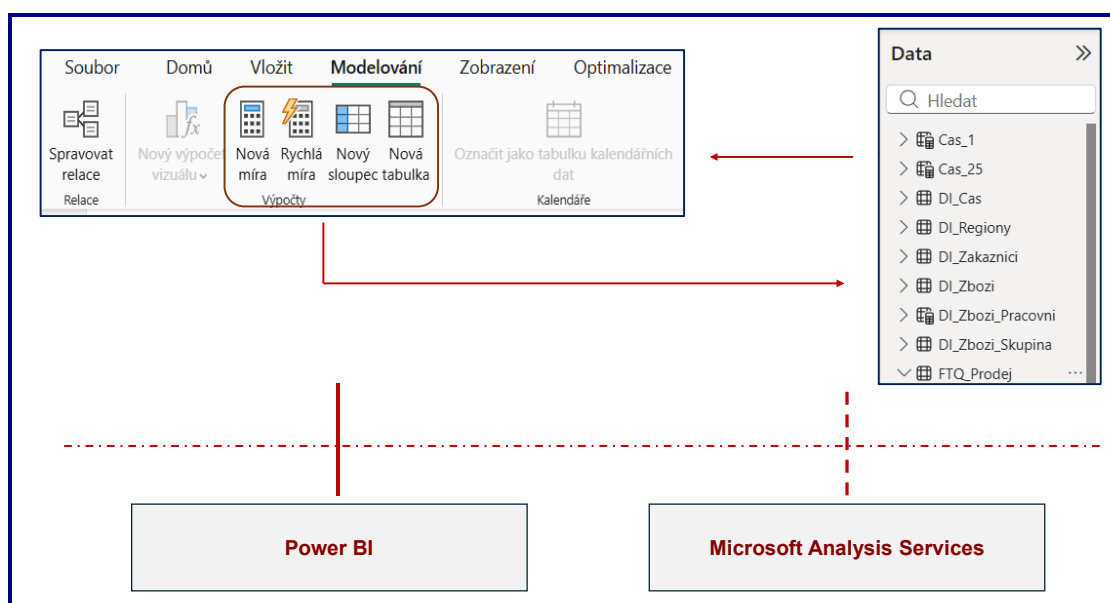 Soubor Domů Vložit Modelování Zobrazení Optimalizace
Spravovat relace
Nový výpočet vizuálu
Nová míra
Rychlá míra
Nový sloupec
Nová tabulka
Označit jako tabulku kalendářních dat
Relace
Výpočty
Kalendáře
Data
Hledat
Cas_1
Cas_25
DI_Cas
DI_Regiony
DI_Zakaznici
DI_Zbozi
DI_Zbozi_Pracovni
DI_Zbozi_Skupina
FTQ_Prodej
Power BI
Microsoft Analysis Services